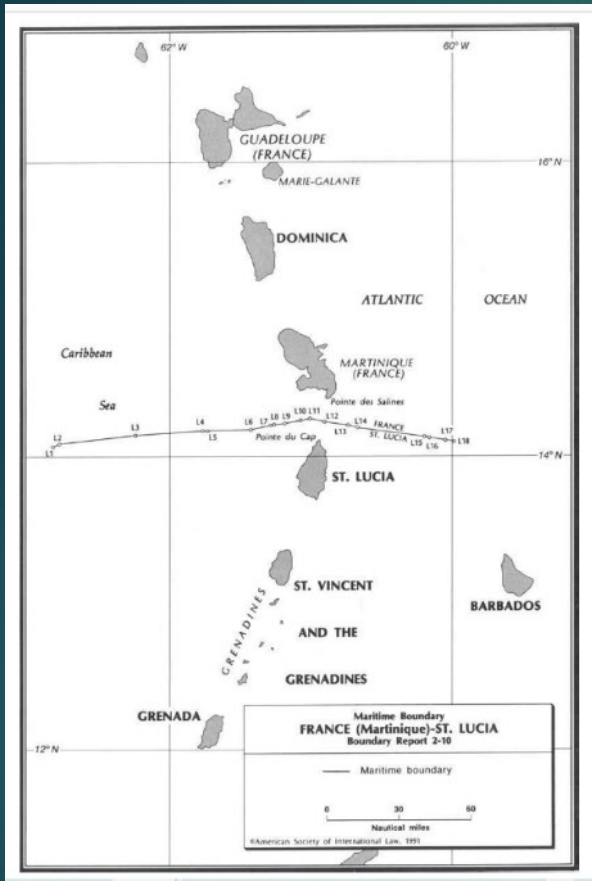 62° W
60° W
GUADELOUPE
(FRANCE)
16° N
MARIE-GALANTE
DOMINICA
ATLANTIC OCEAN
Caribbean
Sea
MARTINIQUE
(FRANCE)
Pointe des Salines
L1
L2
L3
L4
L5
L6
L7
L8
L9
L10
L11
L12
L13
L14
FRANCE
ST. LUCIA
L15
L16
L17
L18
Pointe du Cap
14° N
ST. LUCIA
ST. VINCENT
AND THE
GRENADINES
GRENADINES
BARBADOS
GRENADA
12° N
Maritime Boundary
FRANCE (Martinique)-ST. LUCIA
Boundary Report 2-10
Maritime boundary
0 30 60
Nautical miles
©American Society of International Law, 1991